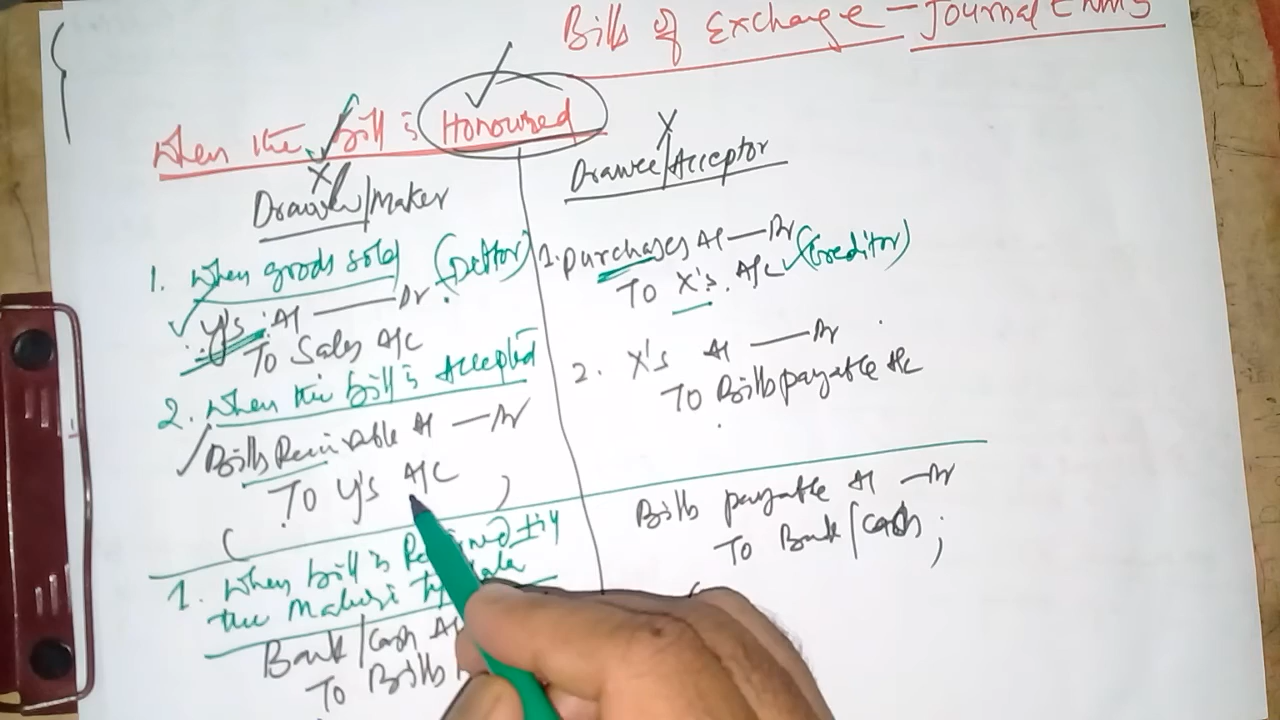 Bills of Exchange - Journal Entries
When the bill is Honoured
X
Drawer/Maker
1. When goods sold (Debtor)
Y's A/c —— Dr
To Sales A/c
2. When the bill is Accepted
Bills Receivable A/c — Dr
To Y's A/c
1. When bill is Retained till
the Maturity
Bank/Cash A/c
To Bills
Y
Drawee/Acceptor
1. Purchases A/c — Dr
To X's A/c (Creditor)
2. X's A/c —— Dr
To Bills payable A/c
Bills payable A/c — Dr
To Bank/Cash